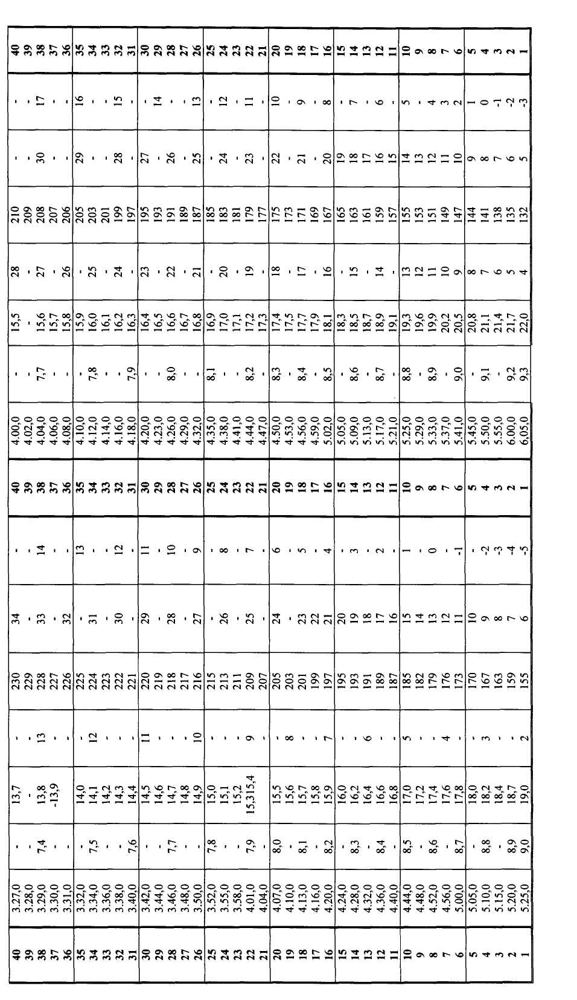 40 3.27,0 - 13,7 - 230 34 - 40 4.00,0 - 15,5 28 210 - - 40
39 3.28,0 - - - 229 - - 39 4.02,0 - - - 209 - - 39
38 3.29,0 7,4 13,8 13 228 33 14 38 4.04,0 7,7 15,6 27 208 30 17 38
37 3.30,0 - -13,9 - 227 - - 37 4.06,0 - 15,7 - 207 - - 37
36 3.31,0 - - 226 32 - 36 4.08,0 - 15,8 26 206 - - 36
35 3.32,0 - 14,0 - 225 - 13 35 4.10,0 - 15,9 - 205 29 16 35
34 3.34,0 7,5 14,1 12 224 31 - 34 4.12,0 7,8 16,0 25 203 - - 34
33 3.36,0 - 14,2 - 223 - - 33 4.14,0 - 16,1 - 201 - - 33
32 3.38,0 - 14,3 - 222 30 12 32 4.16,0 - 16,2 24 199 28 15 32
31 3.40,0 7,6 14,4 - 221 - - 31 4.18,0 7,9 16,3 - 197 - - 31
30 3.42,0 - 14,5 11 220 29 11 30 4.20,0 - 16,4 23 195 27 - 30
29 3.44,0 - 14,6 - 219 - - 29 4.23,0 - 16,5 - 193 - 14 29
28 3.46,0 7,7 14,7 - 218 28 10 28 4.26,0 8,0 16,6 22 191 26 - 28
27 3.48,0 - 14,8 - 217 - - 27 4.29,0 - 16,7 - 189 - - 27
26 3.50,0 - 14,9 10 216 27 9 26 4.32,0 - 16,8 21 187 25 13 26
25 3.52,0 7,8 15,0 - 215 - - 25 4.35,0 8,1 16,9 - 185 - - 25
24 3.55,0 - 15,1 - 213 26 8 24 4.38,0 - 17,0 20 183 24 12 24
23 3.58,0 - 15,2 - 211 - - 23 4.41,0 - 17,1 - 181 - - 23
22 4.01,0 7,9 15,315,4 9 209 25 7 22 4.44,0 8,2 17,2 19 179 23 11 22
21 4.04,0 - - 207 - - 21 4.47,0 - 17,3 - 177 - - 21
20 4.07,0 8,0 15,5 - 205 24 6 20 4.50,0 8,3 17,4 18 175 22 10 20
19 4.10,0 - 15,6 8 203 - - 19 4.53,0 - 17,5 - 173 - - 19
18 4.13,0 8,1 15,7 - 201 23 5 18 4.56,0 8,4 17,7 17 171 21 9 18
17 4.16,0 - 15,8 - 199 22 - 17 4.59,0 - 17,9 - 169 - - 17
16 4.20,0 8,2 15,9 7 197 21 4 16 5.02,0 8,5 18,1 16 167 20 8 16
15 4.24,0 - 16,0 - 195 20 - 15 5.05,0 - 18,3 - 165 19 - 15
14 4.28,0 8,3 16,2 - 193 19 3 14 5.09,0 8,6 18,5 15 163 18 7 14
13 4.32,0 - 16,4 6 191 18 - 13 5.13,0 - 18,7 - 161 17 - 13
12 4.36,0 8,4 16,6 - 189 17 2 12 5.17,0 8,7 18,9 14 159 16 6 12
11 4.40,0 - 16,8 - 187 16 - 11 5.21,0 - 19,1 - 157 15 - 11
10 4.44,0 8,5 17,0 5 185 15 1 10 5.25,0 8,8 19,3 13 155 14 5 10
9 4.48,0 - 17,2 - 182 14 - 9 5.29,0 - 19,6 12 153 13 - 9
8 4.52,0 8,6 17,4 - 179 13 0 8 5.33,0 8,9 19,9 11 151 12 4 8
7 4.56,0 - 17,6 4 176 12 - 7 5.37,0 - 20,2 10 149 11 3 7
6 5.00,0 8,7 17,8 - 173 11 -1 6 5.41,0 9,0 20,5 9 147 10 2 6
5 5.05,0 - 18,0 - 170 10 - 5 5.45,0 - 20,8 8 144 9 1 5
4 5.10,0 8,8 18,2 3 167 9 -2 4 5.50,0 9,1 21,1 7 141 8 0 4
3 5.15,0 - 18,4 - 163 8 -3 3 5.55,0 - 21,4 6 138 7 -1 3
2 5.20,0 8,9 18,7 - 159 7 -4 2 6.00,0 9,2 21,7 5 135 6 -2 2
1 5.25,0 9,0 19,0 2 155 6 -5 1 6,05,0 9,3 22,0 4 132 5 -3 1